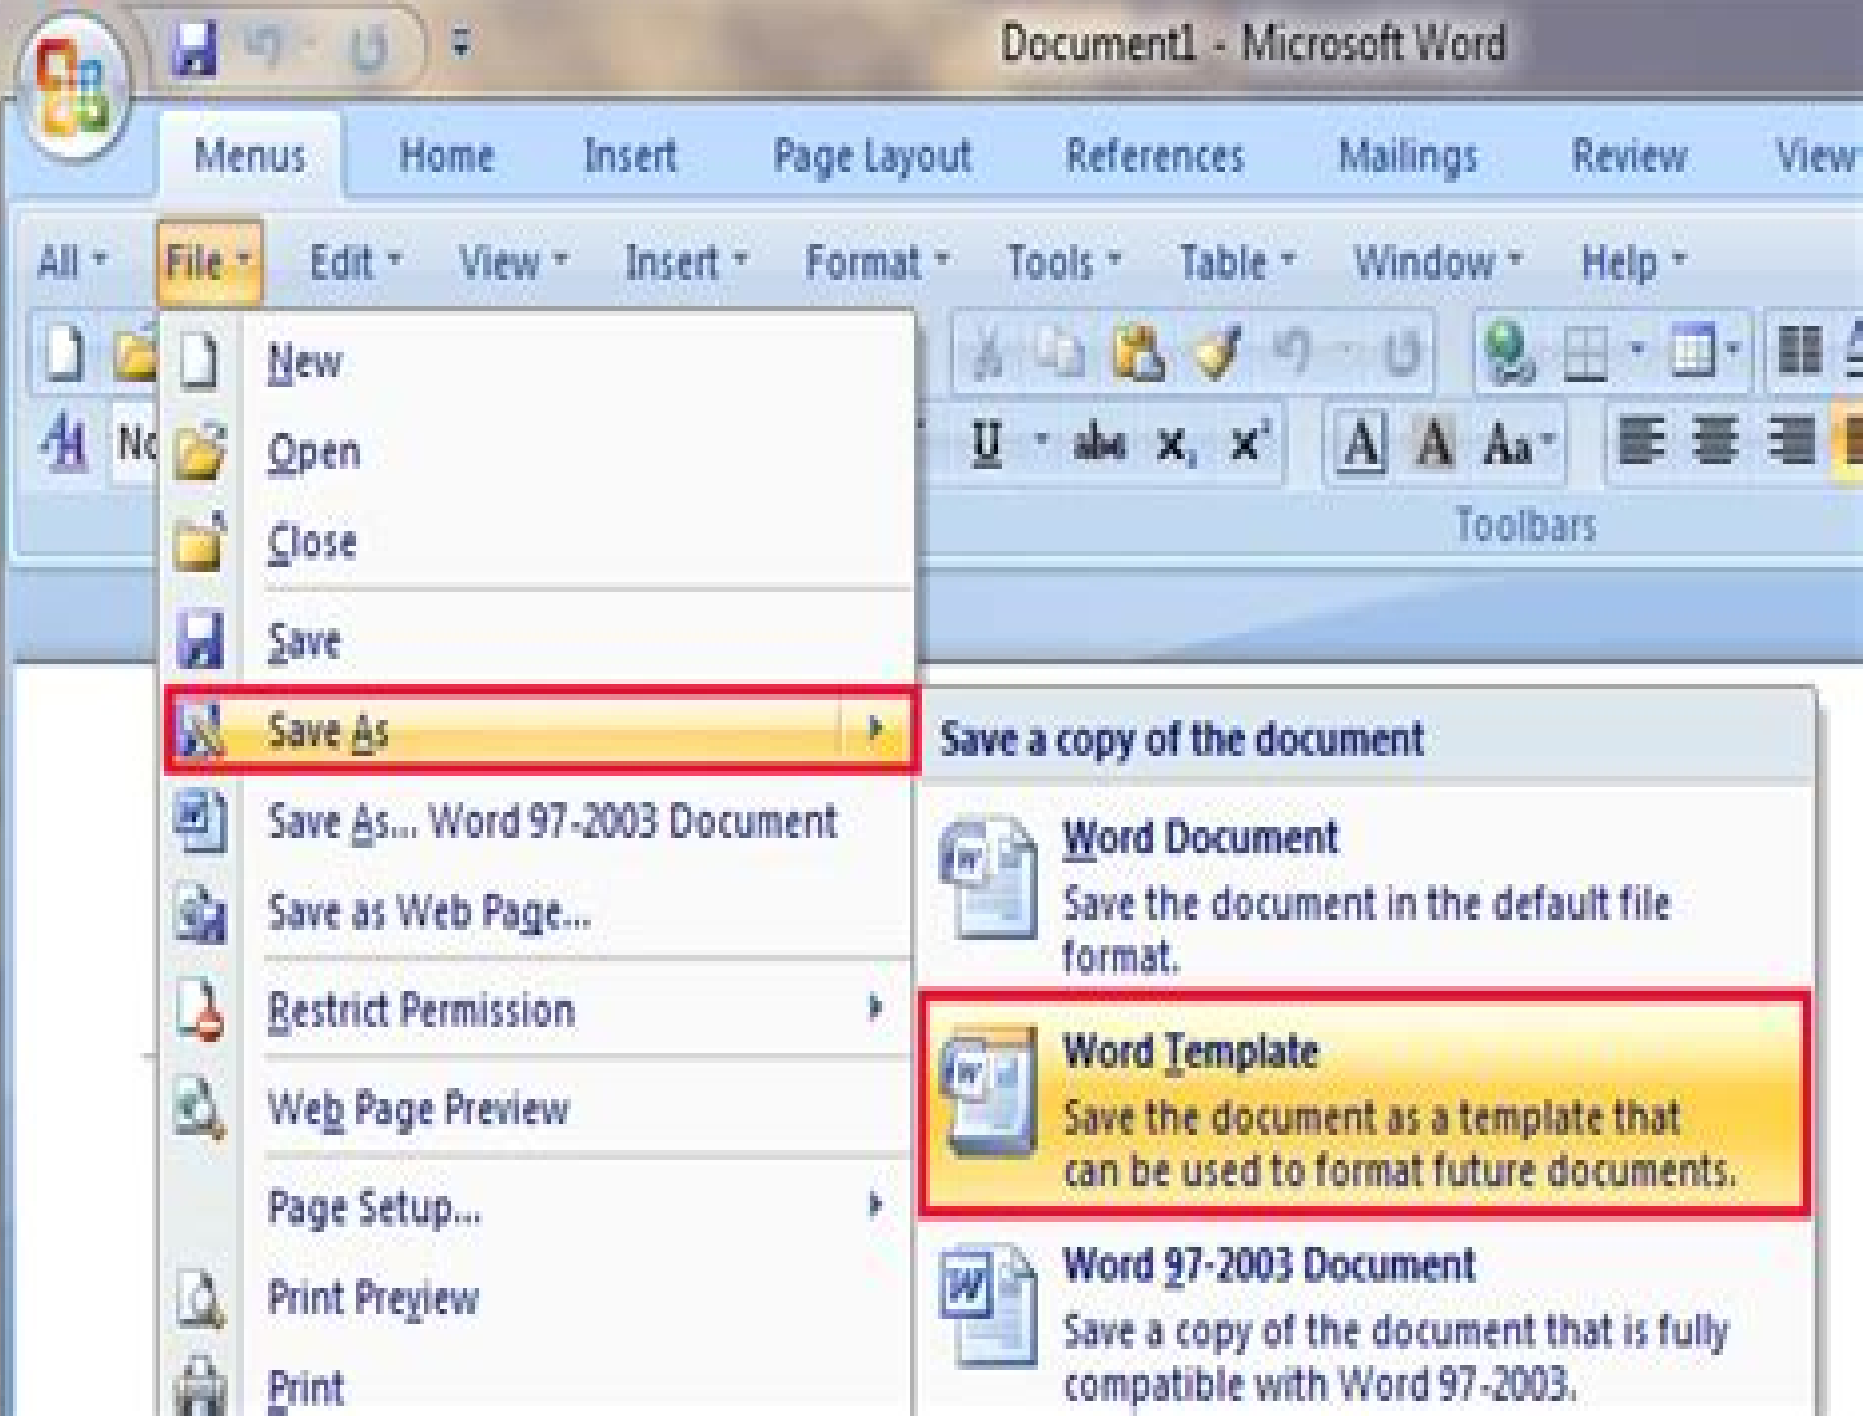 Document1 - Microsoft Word
Menus Home Insert Page Layout References Mailings Review View
All File Edit View Insert Format Tools Table Window Help
New
Open
Close
Save
Save As
Save As... Word 97-2003 Document
Save as Web Page...
Restrict Permission
Web Page Preview
Page Setup...
Print Preview
Print
U abc X, X² A A Aa
Toolbars
Save a copy of the document
Word Document
Save the document in the default file
format.
Word Template
Save the document as a template that
can be used to format future documents.
Word 97-2003 Document
Save a copy of the document that is fully
compatible with Word 97-2003.